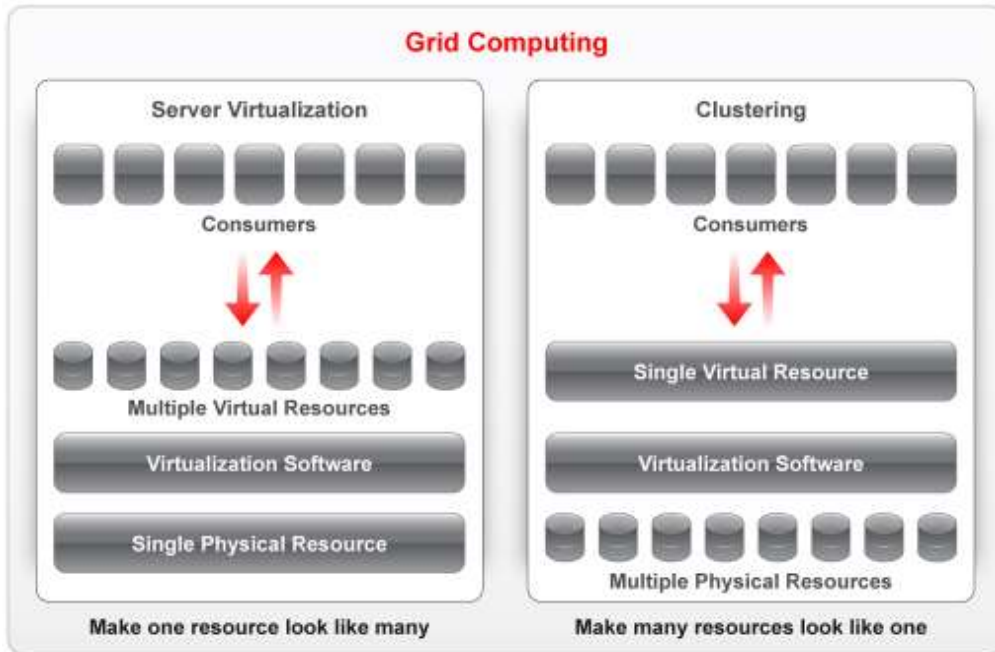 Grid Computing
Server Virtualization
Consumers
Multiple Virtual Resources
Virtualization Software
Single Physical Resource
Make one resource look like many
Clustering
Consumers
Single Virtual Resource
Virtualization Software
Multiple Physical Resources
Make many resources look like one